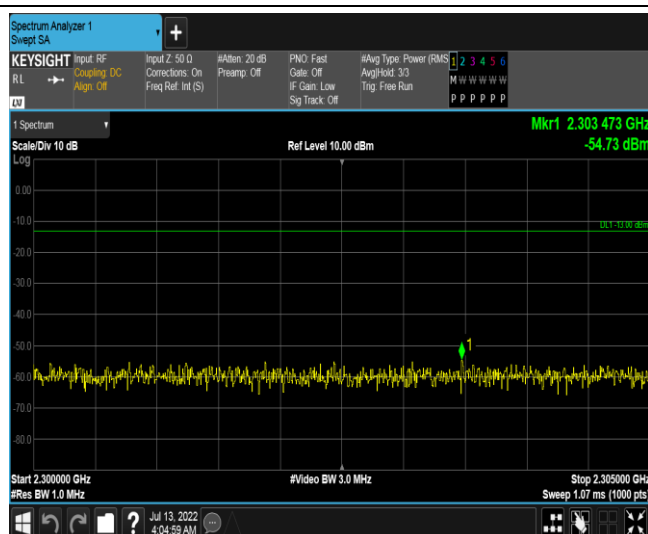 Spectrum Analyzer 1
Swept SA
+
KEYSIGHT
RL
Input: RF
Coupling: DC
Align: Off
Input Z: 50 Ω
Corrections: On
Freq Ref: Int (S)
#Atten: 20 dB
Preamp: Off
PNO: Fast
Gate: Off
IF Gain: Low
Sig Track: Off
#Avg Type: Power (RMS
Avg|Hold: 3/3
Trig: Free Run
1 2 3 4 5 6
M W W W W W
P P P P P P
LXI
1 Spectrum
Mkr1 2.303 473 GHz
Scale/Div 10 dB
Ref Level 10.00 dBm
-54.73 dBm
Log
0.00
-10.0
DL1 -13.00 dBm
-20.0
-30.0
-40.0
-50.0
1
-60.0
-70.0
-80.0
Start 2.300000 GHz
#Video BW 3.0 MHz
Stop 2.305000 GHz
#Res BW 1.0 MHz
Sweep 1.07 ms (1000 pts)
?
Jul 13, 2022
4:04:59 AM